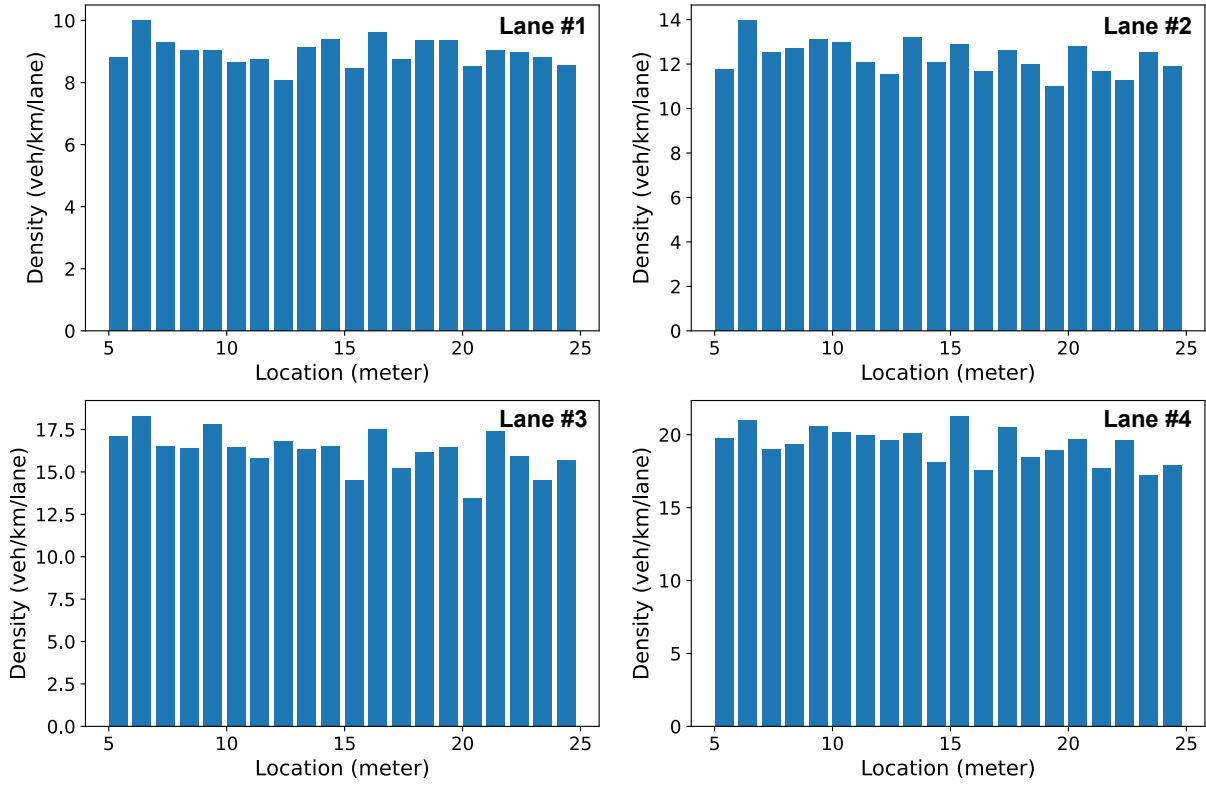 Lane #1
Density (veh/km/lane)
10
8
6
4
2
0
5 10 15 20 25
Location (meter)
Lane #2
Density (veh/km/lane)
14
12
10
8
6
4
2
0
5 10 15 20 25
Location (meter)
Lane #3
Density (veh/km/lane)
17.5
15.0
12.5
10.0
7.5
5.0
2.5
0.0
5 10 15 20 25
Location (meter)
Lane #4
Density (veh/km/lane)
20
15
10
5
0
5 10 15 20 25
Location (meter)